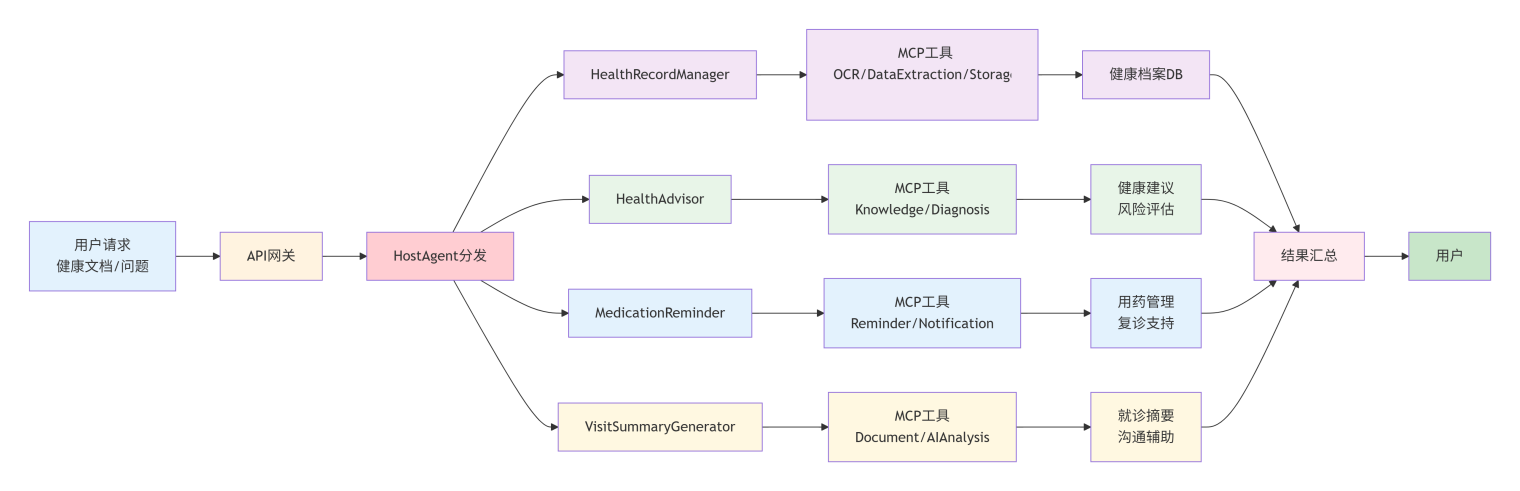 用户请求
健康文档/问题
API网关
HostAgent分发
HealthRecordManager
MCP工具
OCR/DataExtraction/Storag
健康档案DB
HealthAdvisor
MCP工具
Knowledge/Diagnosis
健康建议
风险评估
MedicationReminder
MCP工具
Reminder/Notification
用药管理
复诊支持
VisitSummaryGenerator
MCP工具
Document/AIAnalysis
就诊摘要
沟通辅助
结果汇总
用户